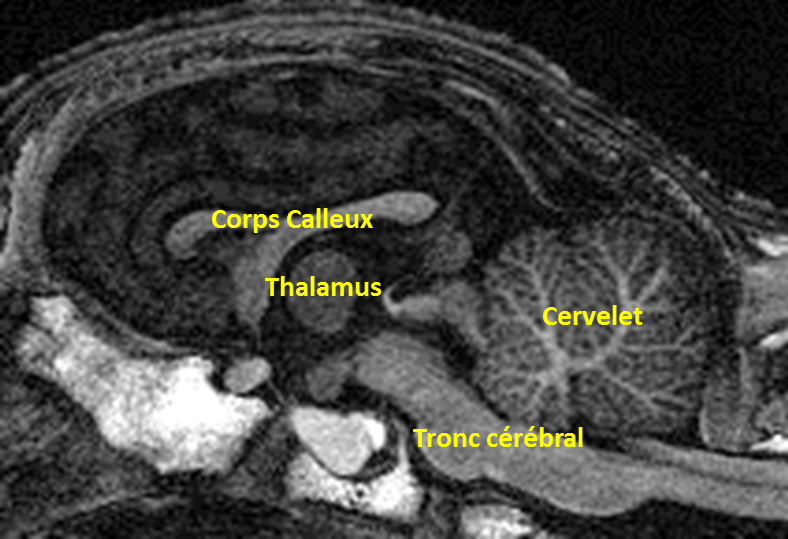 Corps Calleux
Thalamus
Cervelet
Tronc cérébral